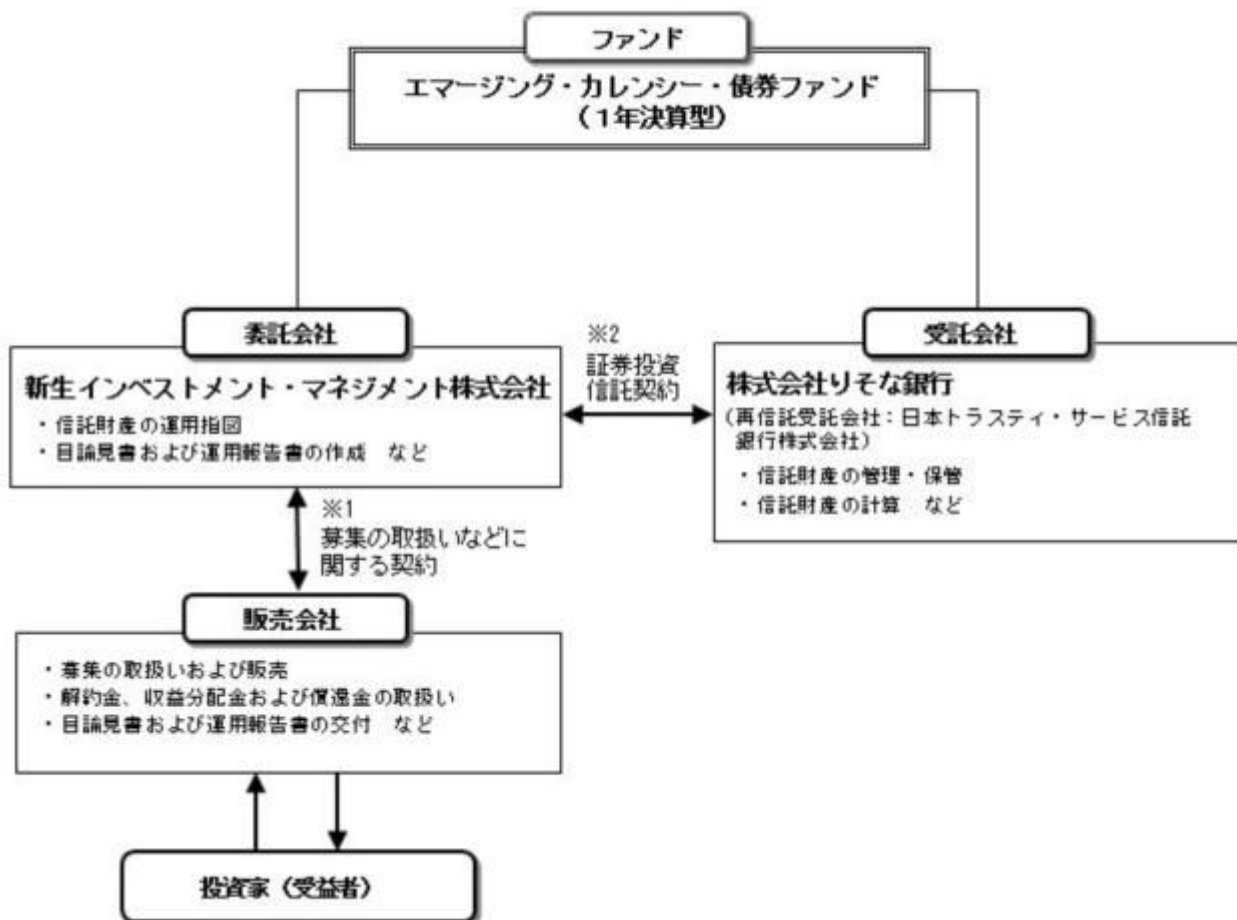 ファンド
エマージング・カレンシー・債券ファンド
(1年決算型)
委託会社
新生インベストメント・マネジメント株式会社
・信託財産の運用指図
・目論見書および運用報告書の作成 など
※2
証券投資
信託契約
受託会社
株式会社りそな銀行
(再信託受託会社:日本トラスティ・サービス信託
銀行株式会社)
・信託財産の管理・保管
・信託財産の計算 など
※1
募集の取扱いなどに
関する契約
販売会社
・募集の取扱いおよび販売
・解約金、収益分配金および償還金の取扱い
・目論見書および運用報告書の交付 など
投資家(受益者)